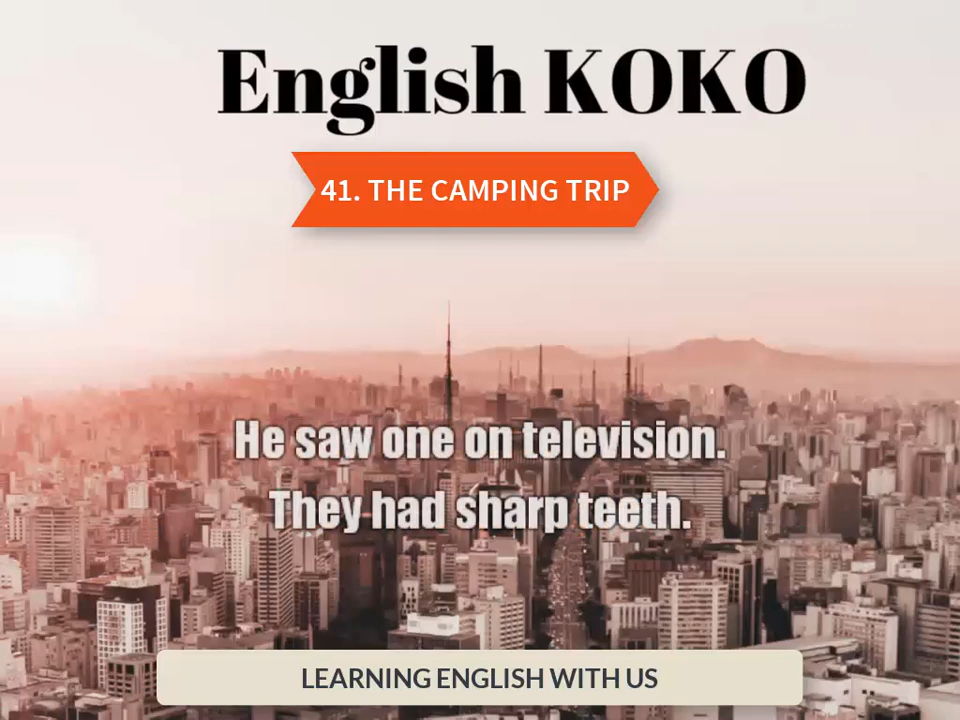 English KOKO
41. THE CAMPING TRIP
He saw one on television.
They had sharp teeth.
LEARNING ENGLISH WITH US